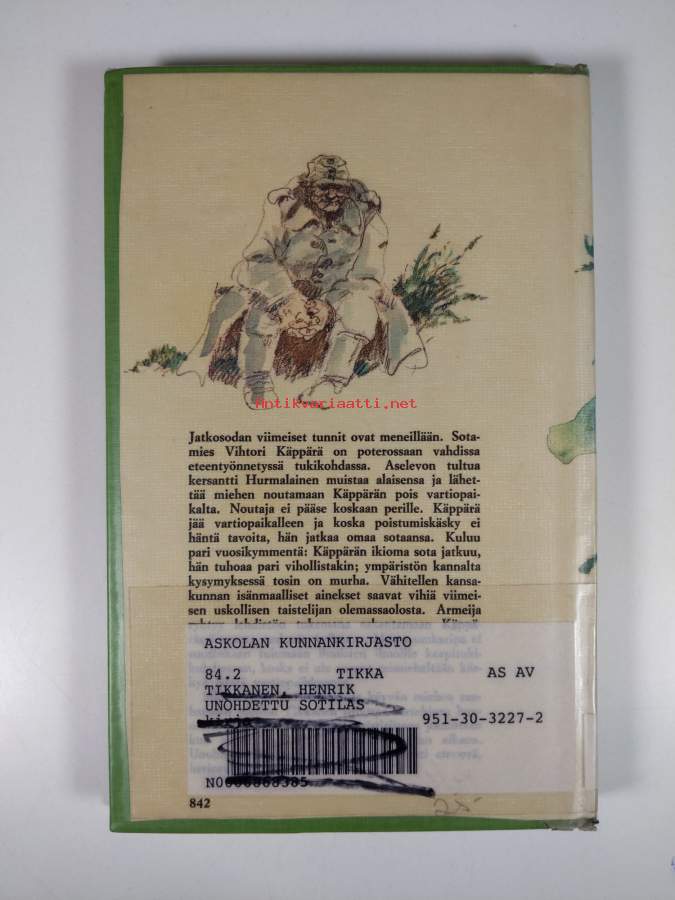 Antikvariaatti.net
Jatkosodan viimeiset tunnit ovat meneillään. Sota-
mies Vihtori Käppärä on poterossaan vahdissa
eteentyönnetyssä tukikohdassa. Aselevon tultua
kersantti Hurmalainen muistaa alaisensa ja lähet-
tää miehen noutamaan Käppärän pois vartiopai-
kalta. Noutaja ei pääse koskaan perille. Käppärä
jää vartiopaikalleen ja koska poistumiskäsky ei
häntä tavoita, hän jatkaa omaa sotaansa. Kuluu
pari vuosikymmentä: Käppärän ikioma sota jatkuu,
hän tuhoaa pari vihollistakin; ympäristön kannalta
kysymyksessä tosin on murha. Vähitellen kansa-
kunnan isänmaalliset ainekset saavat vihiä viimei-
sen uskollisen taistelijan olemassaolosta. Armeija
ASKOLAN KUNNANKIRJASTO
84.2 TIKKA AS AV
TIKKANEN, HENRIK
UNOHDETTU SOTILAS
kirja 951-30-3227-2
842